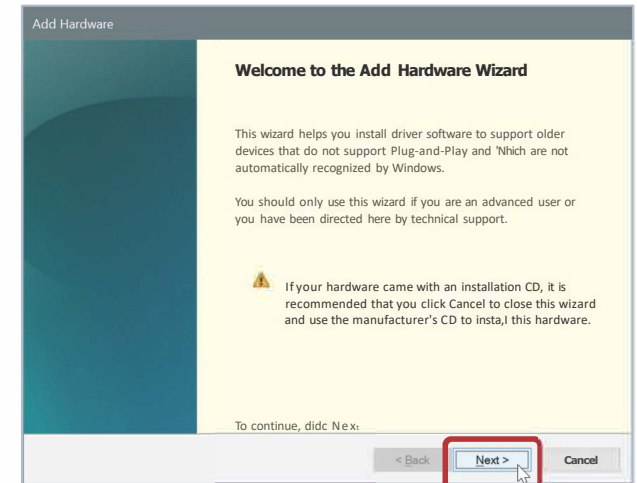 Add Hardware
Welcome to the Add Hardware Wizard
This wizard helps you install driver software to support older
devices that do not support Plug-and-Play and 'Nhich are not
automatically recognized by Windows.
You should only use this wizard if you are an advanced user or
you have been directed here by technical support.
If your hardware came with an installation CD, it is
recommended that you click Cancel to close this wizard
and use the manufacturer's CD to insta,I this hardware.
To continue, didc Next
< Back Next > Cancel